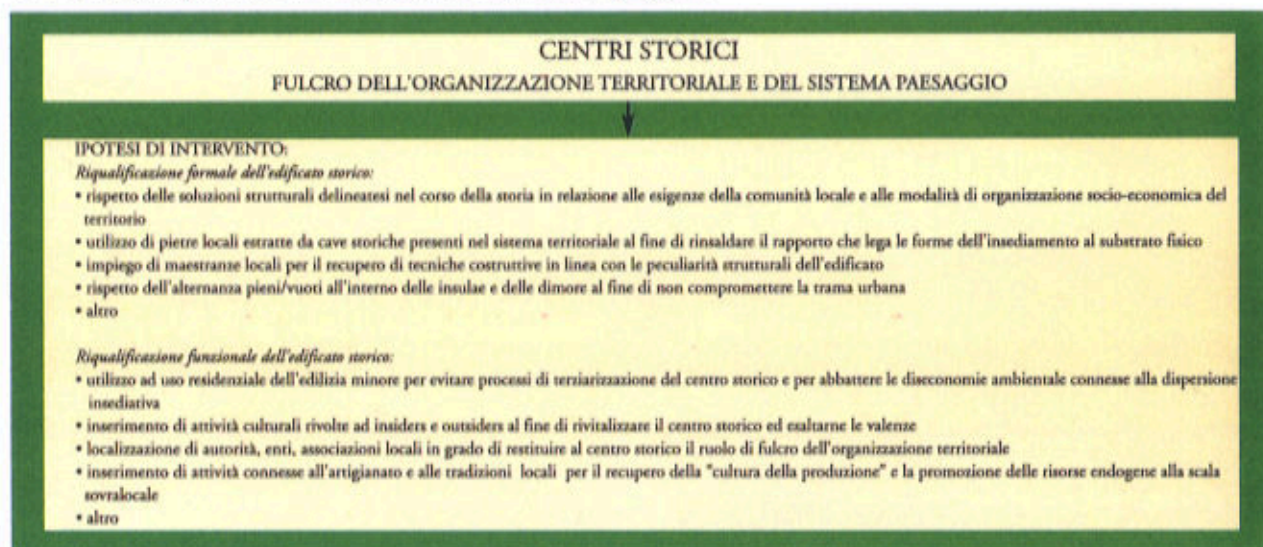 CENTRI STORICI
FULCRO DELL'ORGANIZZAZIONE TERRITORIALE E DEL SISTEMA PAESAGGIO
IPOTESI DI INTERVENTO:
Riqualificazione formale dell'edificato storico:
• rispetto delle soluzioni strutturali delineatesi nel corso della storia in relazione alle esigenze della comunità locale e alle modalità di organizzazione socio-economica del
territorio
• utilizzo di pietre locali estratte da cave storiche presenti nel sistema territoriale al fine di rinsaldare il rapporto che lega le forme dell'insediamento al substrato fisico
• impiego di maestranze locali per il recupero di tecniche costruttive in linea con le peculiarità strutturali dell'edificato
• rispetto dell'alternanza pieni/vuoti all'interno delle insulae e delle dimore al fine di non compromettere la trama urbana
• altro
Riqualificazione funzionale dell'edificato storico:
• utilizzo ad uso residenziale dell'edilizia minore per evitare processi di terziarizzazione del centro storico e per abbattere le diseconomie ambientale connesse alla dispersione
insediativa
• inserimento di attività culturali rivolte ad insiders e outsiders al fine di rivitalizzare il centro storico ed esaltarne le valenze
• localizzazione di autorità, enti, associazioni locali in grado di restituire al centro storico il ruolo di fulcro dell'organizzazione territoriale
• inserimento di attività connesse all'artigianato e alle tradizioni locali per il recupero della "cultura della produzione" e la promozione delle risorse endogene alla scala
sovralocale
• altro